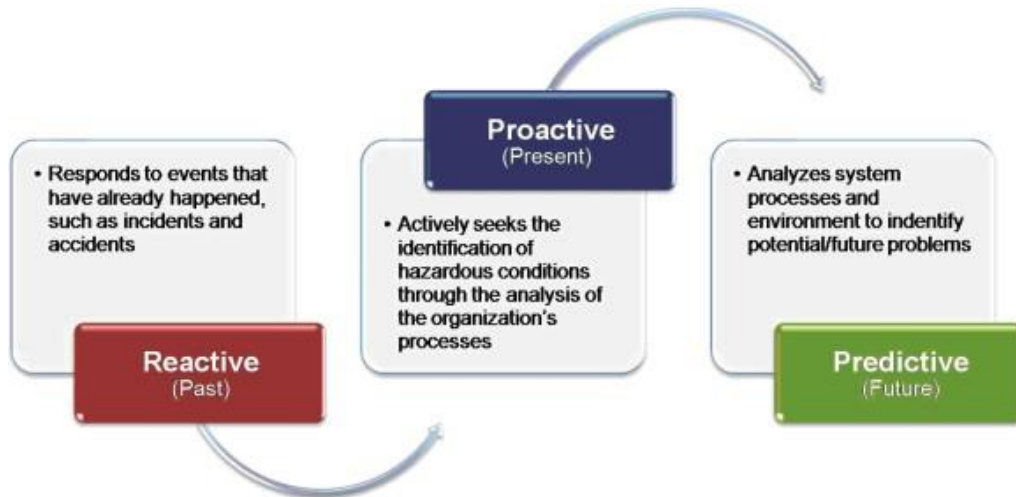 • Responds to events that
have already happened,
such as incidents and
accidents
Reactive
(Past)
Proactive
(Present)
• Actively seeks the
identification of
hazardous conditions
through the analysis of
the organization's
processes
• Analyzes system
processes and
environment to indentify
potential/future problems
Predictive
(Future)